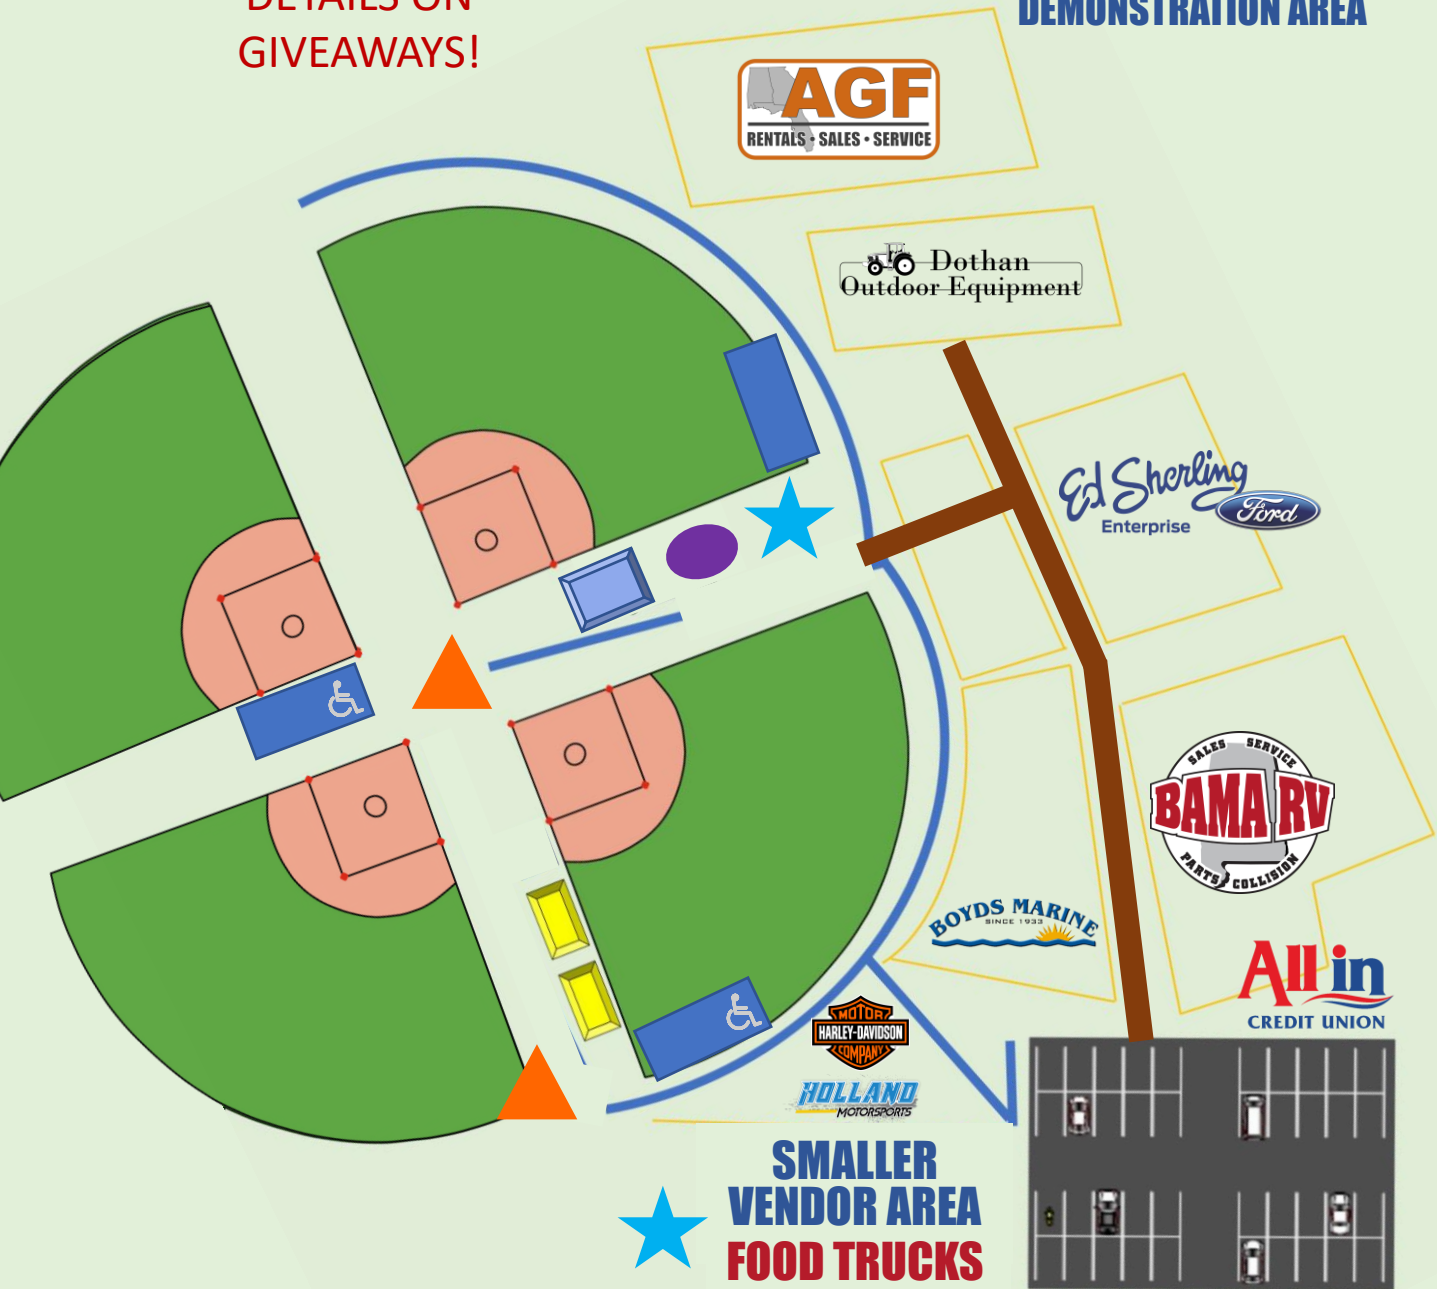 DETAILS ON
GIVEAWAYS!
DEMONSTRATION AREA
AGF
RENTALS • SALES • SERVICE
Dothan
Outdoor Equipment
Ed Sherling
Ford
Enterprise
SALES SERVICE
BAMA RV
PARTS COLLISION
BOYDS MARINE
SINCE 1933
All in
CREDIT UNION
MOTOR
HARLEY-DAVIDSON
COMPANY
HOLLAND
MOTORSPORTS
SMALLER
VENDOR AREA
FOOD TRUCKS